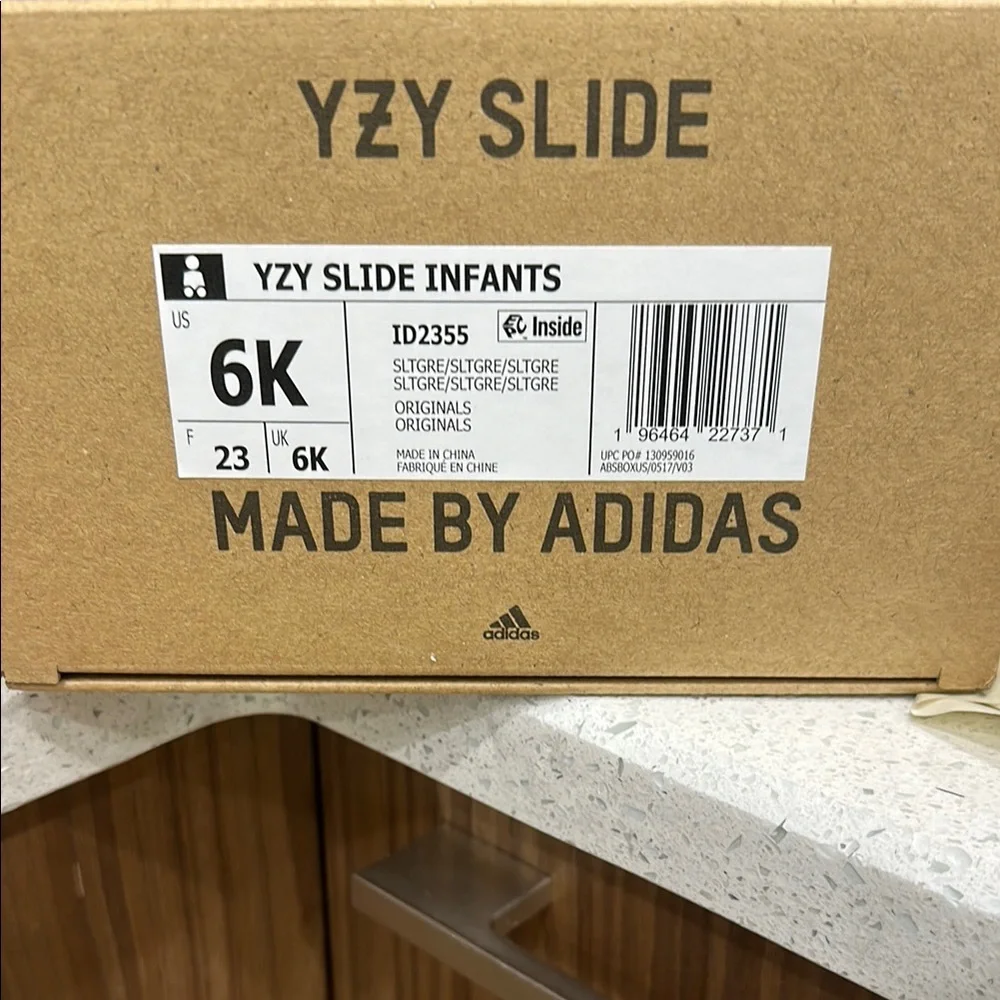 YZY SLIDE
YZY SLIDE INFANTS
US
6K
F
23
UK
6K
ID2355
Inside
SLTGRE/SLTGRE/SLTGRE
SLTGRE/SLTGRE/SLTGRE
ORIGINALS
ORIGINALS
MADE IN CHINA
FABRIQUÉ EN CHINE
1 96464 22737 1
UPC PO# 130959016
ABSBOXUS/0517/V03
MADE BY ADIDAS
adidas